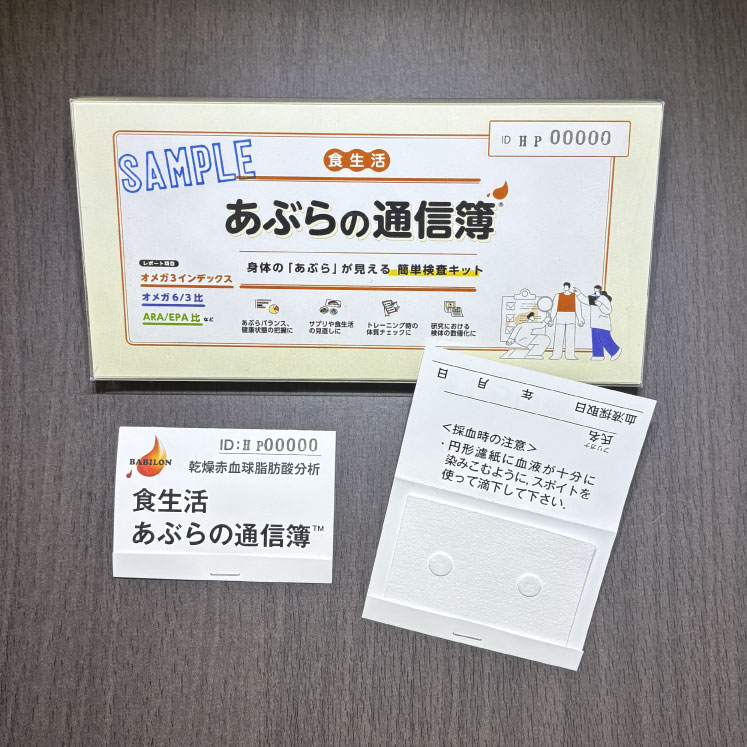 SAMPLE
ID HP 00000
食生活
あぶらの通信簿®
身体の「あぶら」が見える 簡単検査キット
レポート項目
オメガ3インデックス
オメガ6/3比
ARA/EPA比 など
あぶらバランス、
健康状態の把握に
サプリや食生活
の見直しに
トレーニング時の
体質チェックに
研究における
検体の数値化に
BABILON
ID:HP00000
乾燥赤血球脂肪酸分析
食生活
あぶらの通信簿™
フリガナ
氏名
血液採取日
年 月 日
<採血時の注意>
・円形濾紙に血液が十分に
染みこむように,スポイトを
使って滴下して下さい.